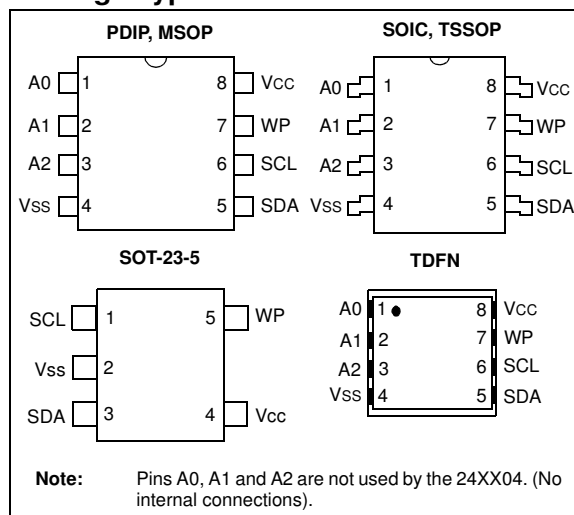 PDIP, MSOP
A0 1 8 VCC
A1 2 7 WP
A2 3 6 SCL
VSS 4 5 SDA
SOIC, TSSOP
A0 1 8 VCC
A1 2 7 WP
A2 3 6 SCL
VSS 4 5 SDA
SOT-23-5
SCL 1 5 WP
Vss 2
SDA 3 4 Vcc
TDFN
A0 1 8 VCC
A1 2 7 WP
A2 3 6 SCL
VSS 4 5 SDA
Note: Pins A0, A1 and A2 are not used by the 24XX04. (No
internal connections).